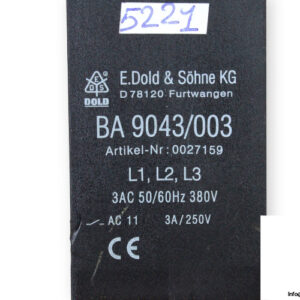 5221
E.Dold & Söhne KG
D 78120 Furtwangen
DOLD
BA 9043/003
Artikel-Nr: 0027159
L1, L2, L3
3AC 50/60Hz 380V
AC 11 3A/250V
CE